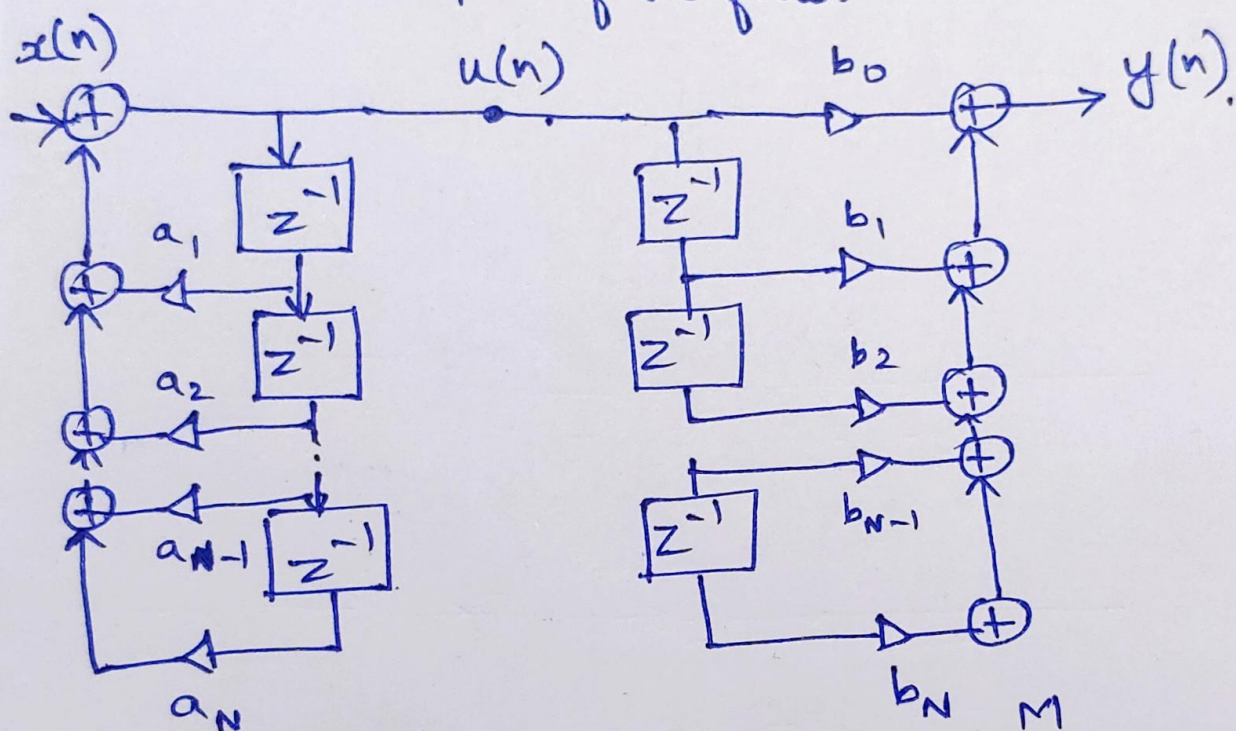 x(n) u(n) b0 y(n).
+ +
z^-1 z^-1
a1 b1
+ +
z^-1 z^-1
a2 b2
+ +
+ +
aN-1 z^-1 z^-1 bN-1
+
aN bN M